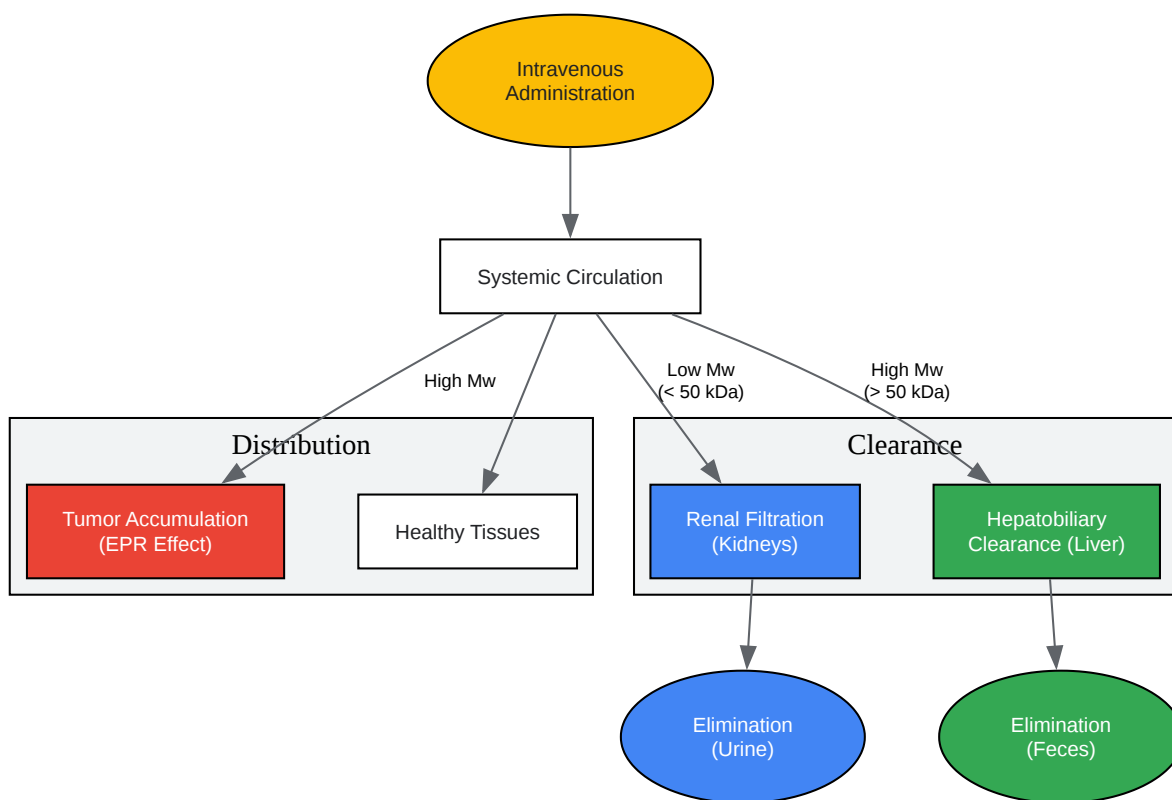 Intravenous
Administration
Systemic Circulation
High Mw
Low Mw
(< 50 kDa)
High Mw
(> 50 kDa)
Distribution
Clearance
Tumor Accumulation
(EPR Effect)
Healthy Tissues
Renal Filtration
(Kidneys)
Hepatobiliary
Clearance (Liver)
Elimination
(Urine)
Elimination
(Feces)